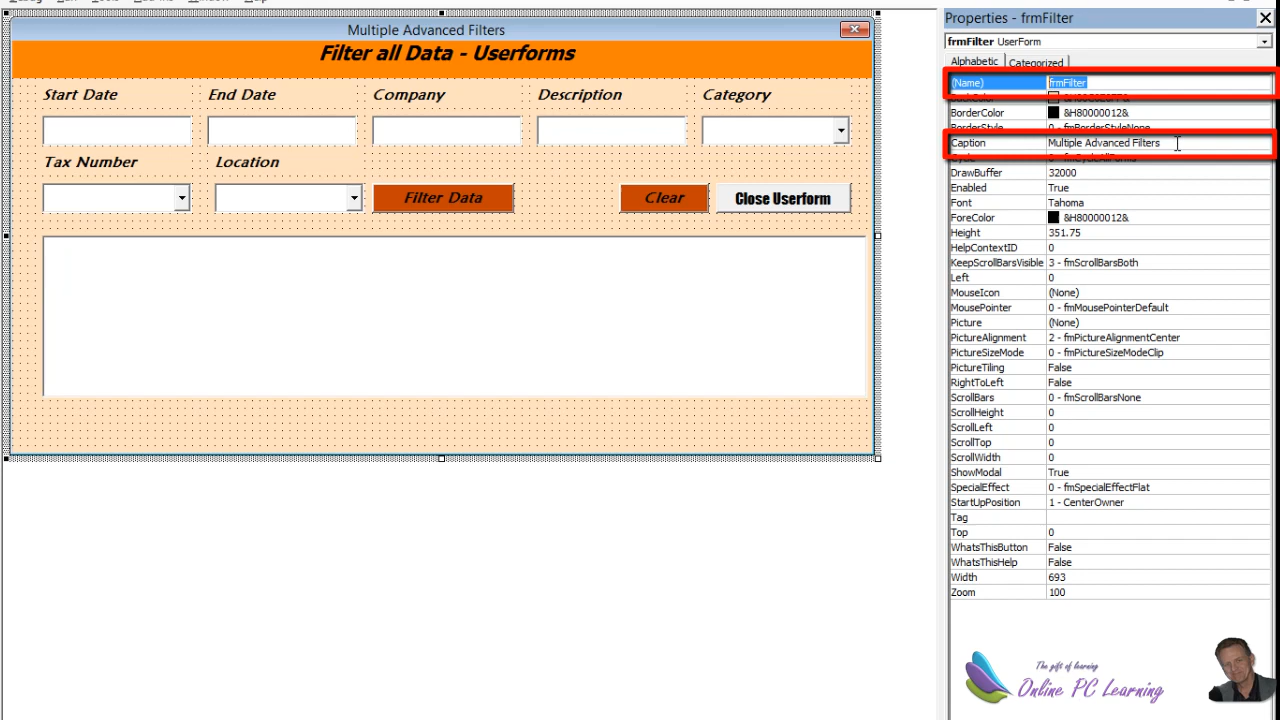 Multiple Advanced Filters
Filter all Data - Userforms
Start Date
End Date
Company
Description
Category
Tax Number
Location
Filter Data
Clear
Close Userform
Properties - frmFilter
frmFilter UserForm
Alphabetic Categorized
(Name) frmFilter
BorderColor &H80000012&
BorderStyle 0 - fmBorderStyleNone
Caption Multiple Advanced Filters
DrawBuffer 32000
Enabled True
Font Tahoma
ForeColor &H80000012&
Height 351.75
HelpContextID 0
KeepScrollBarsVisible 3 - fmScrollBarsBoth
Left 0
MouseIcon (None)
MousePointer 0 - fmMousePointerDefault
Picture (None)
PictureAlignment 2 - fmPictureAlignmentCenter
PictureSizeMode 0 - fmPictureSizeModeClip
PictureTiling False
RightToLeft False
ScrollBars 0 - fmScrollBarsNone
ScrollHeight 0
ScrollLeft 0
ScrollTop 0
ScrollWidth 0
ShowModal True
SpecialEffect 0 - fmSpecialEffectFlat
StartUpPosition 1 - CenterOwner
Tag
Top 0
WhatsThisButton False
WhatsThisHelp False
Width 693
Zoom 100
The gift of learning
Online PC Learning